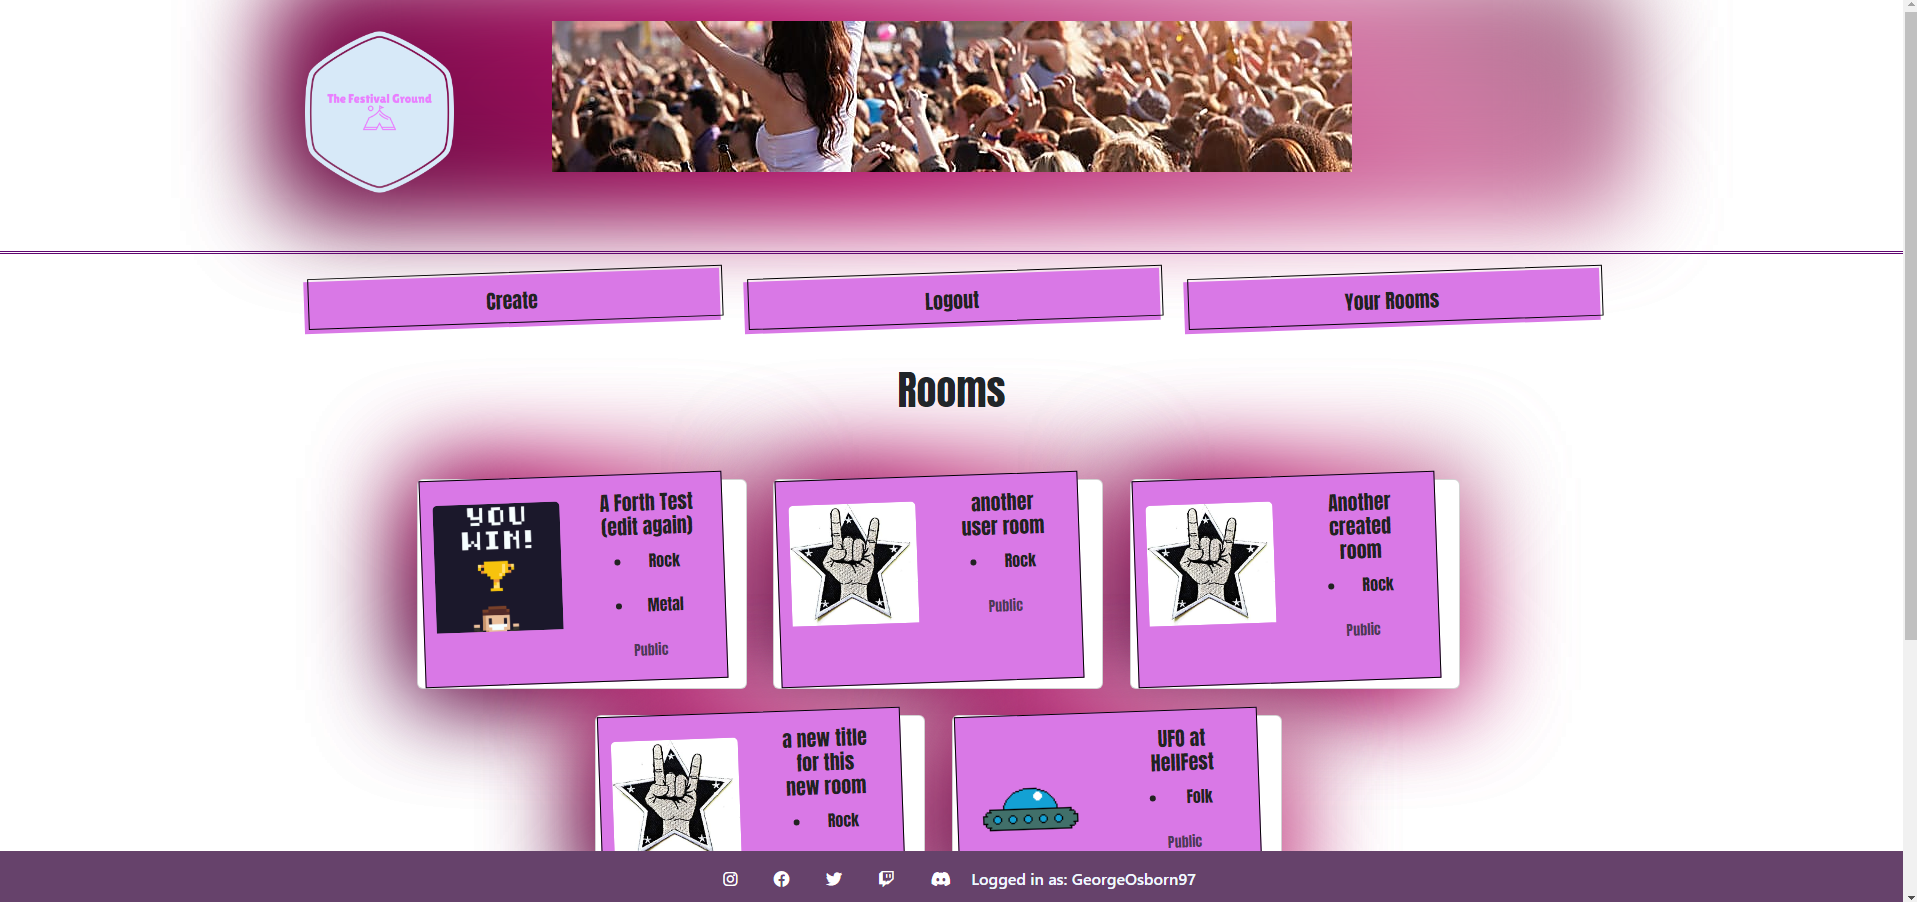 The Festival Ground
Create
Logout
Your Rooms
Rooms
YOU
WIN!
A Forth Test
(edit again)
Rock
Metal
Public
another
user room
Rock
Public
Another
created
room
Rock
Public
a new title
for this
new room
Rock
UFO at
HellFest
Folk
Public
Logged in as: GeorgeOsborn97